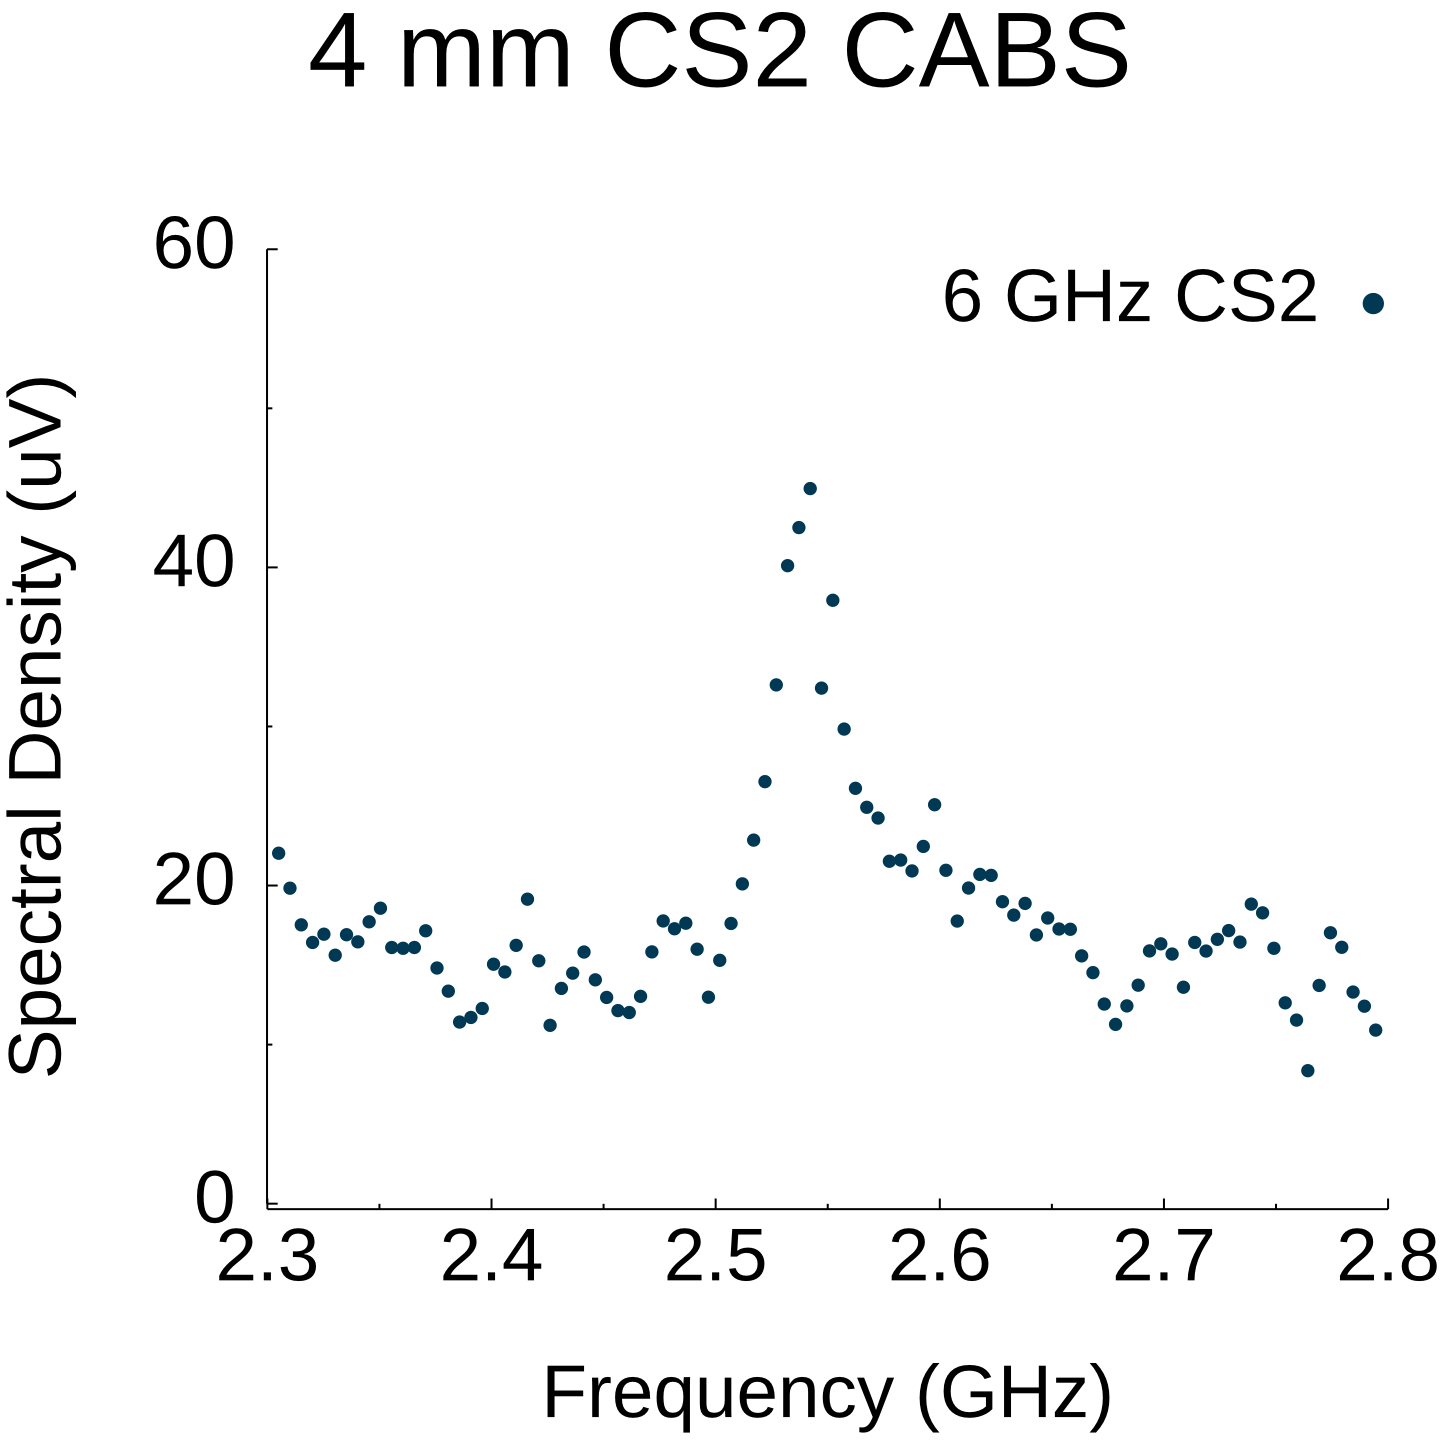 4 mm CS2 CABS
60
6 GHz CS2
Spectral Density (uV)
40
20
0
2.3 2.4 2.5 2.6 2.7 2.8
Frequency (GHz)